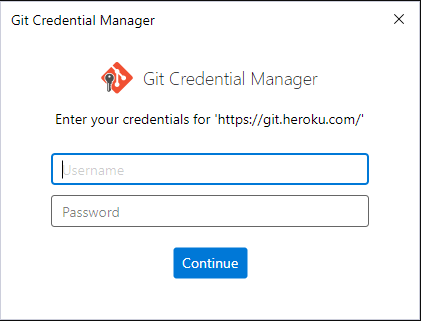 Git Credential Manager
Git Credential Manager
Enter your credentials for 'https://git.heroku.com/'
Username
Password
Continue